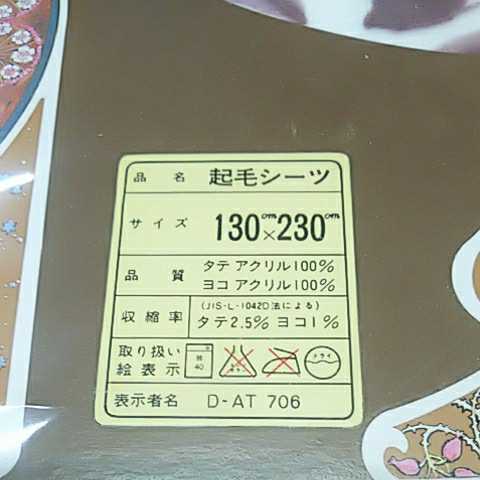 品名 起毛シーツ
サイズ 130cm×230cm
品質 タテ アクリル100%
ヨコ アクリル100%
収縮率 (JIS-L-1042D法による)
タテ2.5% ヨコ1%
取り扱い
絵表示 40 ドライ
表示者名 D-AT 706